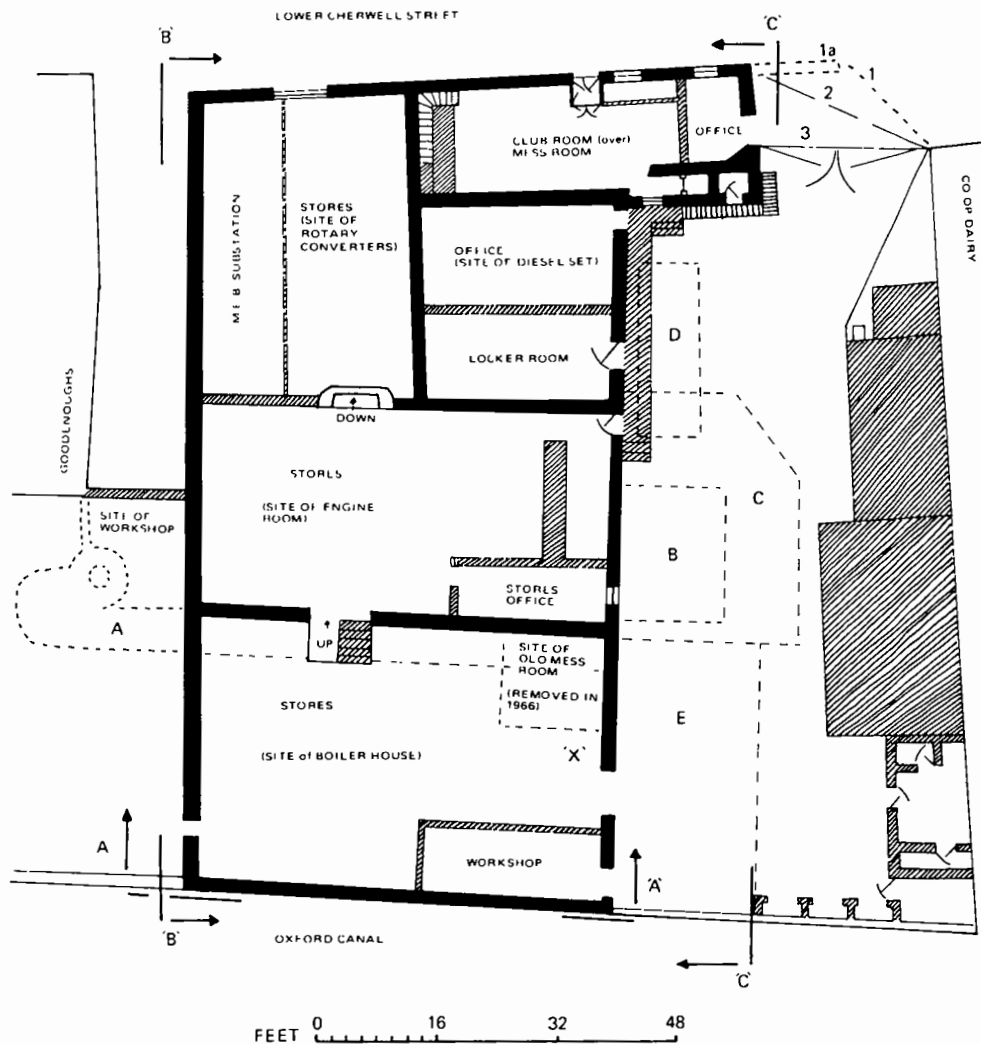 LOWER CHERWELL STREET
'B'
'C'
1a
1
2
3
OFFICE
CLUB ROOM (over)
MESS ROOM
CO OP DAIRY
MEB SUBSTATION
STORES
(SITE OF
ROTARY
CONVERTERS)
OFFICE
(SITE OF DIESEL SET)
D
LOCKER ROOM
GOODENOUGHS
DOWN
STORES
(SITE OF ENGINE
ROOM)
C
B
SITE OF
WORKSHOP
STORES
OFFICE
A
UP
SITE OF
OLD MESS
ROOM
(REMOVED IN
1966)
STORES
E
(SITE of BOILER HOUSE)
'X'
A
WORKSHOP
'A'
'B'
OXFORD CANAL
'C'
FEET 0 16 32 48